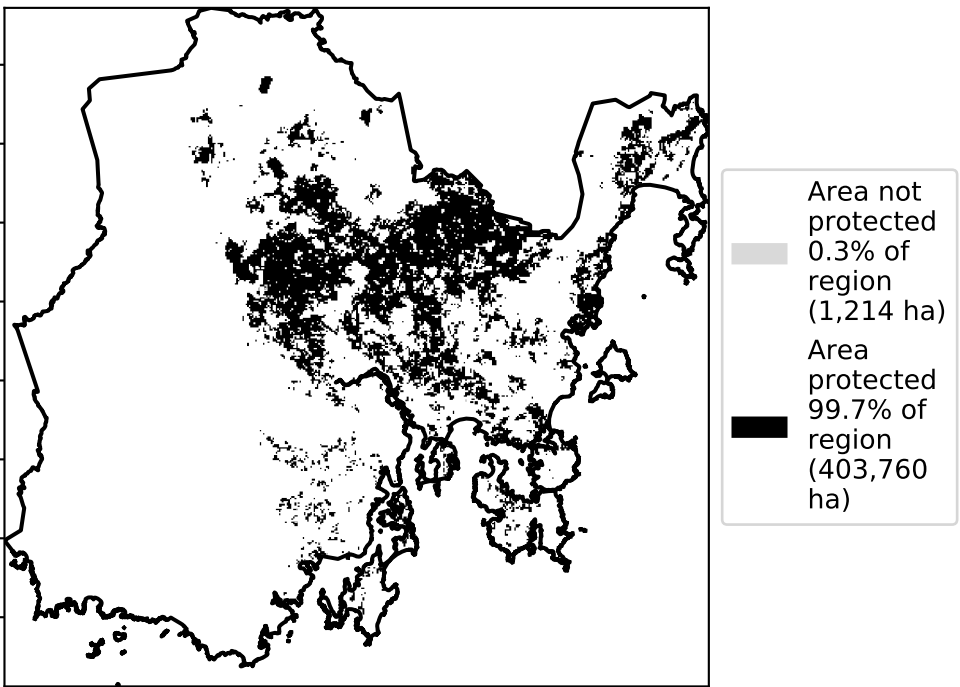 Area not
protected
0.3% of
region
(1,214 ha)
Area
protected
99.7% of
region
(403,760
ha)